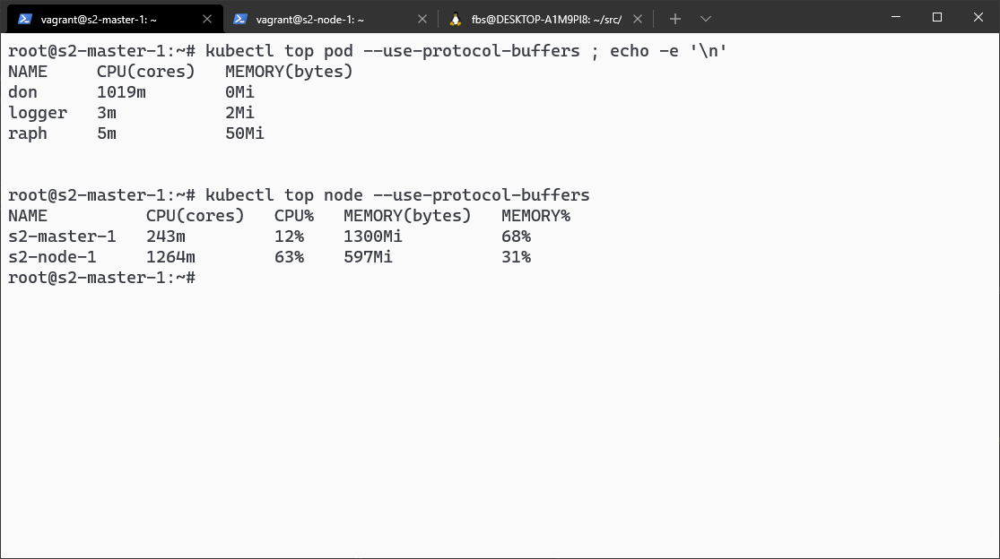 vagrant@s2-master-1: ~ vagrant@s2-node-1: ~ fbs@DESKTOP-A1M9PI8: ~/src/
root@s2-master-1:~# kubectl top pod --use-protocol-buffers ; echo -e '\n'
NAME CPU(cores) MEMORY(bytes)
don 1019m 0Mi
logger 3m 2Mi
raph 5m 50Mi
root@s2-master-1:~# kubectl top node --use-protocol-buffers
NAME CPU(cores) CPU% MEMORY(bytes) MEMORY%
s2-master-1 243m 12% 1300Mi 68%
s2-node-1 1264m 63% 597Mi 31%
root@s2-master-1:~#